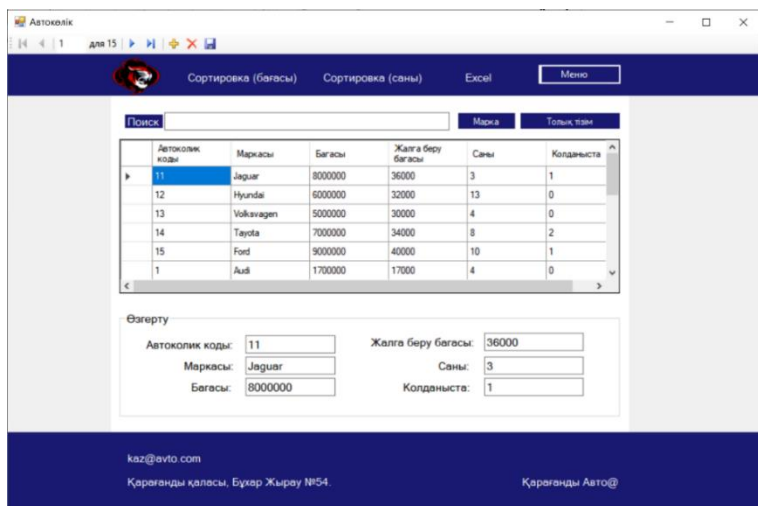 Автокөлік
1 для 15
Сортировка (бағасы) Сортировка (саны) Excel Меню
Поиск Марка Толық тізім
Автоколик коды Маркасы Бағасы Жалға беру бағасы Саны Колданыста
11 Jaguar 8000000 36000 3 1
12 Hyundai 6000000 32000 13 0
13 Volksvagen 5000000 30000 4 0
14 Tayota 7000000 34000 8 2
15 Ford 9000000 40000 10 1
1 Audi 1700000 17000 4 0
Өзгерту
Автоколик коды: 11 Жалға беру бағасы: 36000
Маркасы: Jaguar Саны: 3
Бағасы: 8000000 Колданыста: 1
kaz@avto.com
Қарағанды қаласы, Бұхар Жырау №54. Қарағанды Авто@